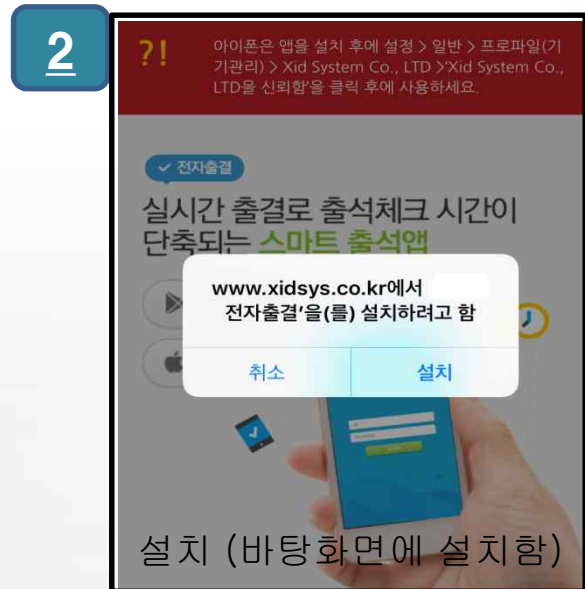 2
?!
아이폰은 앱을 설치 후에 설정 > 일반 > 프로파일(기
기관리) > Xid System Co., LTD >'Xid System Co.,
LTD을 신뢰함'을 클릭 후에 사용하세요.
전자출결
실시간 출결로 출석체크 시간이
단축되는 스마트 출석앱
www.xidsys.co.kr에서
전자출결'을(를) 설치하려고 함
취소 설치
설치 (바탕화면에 설치함)